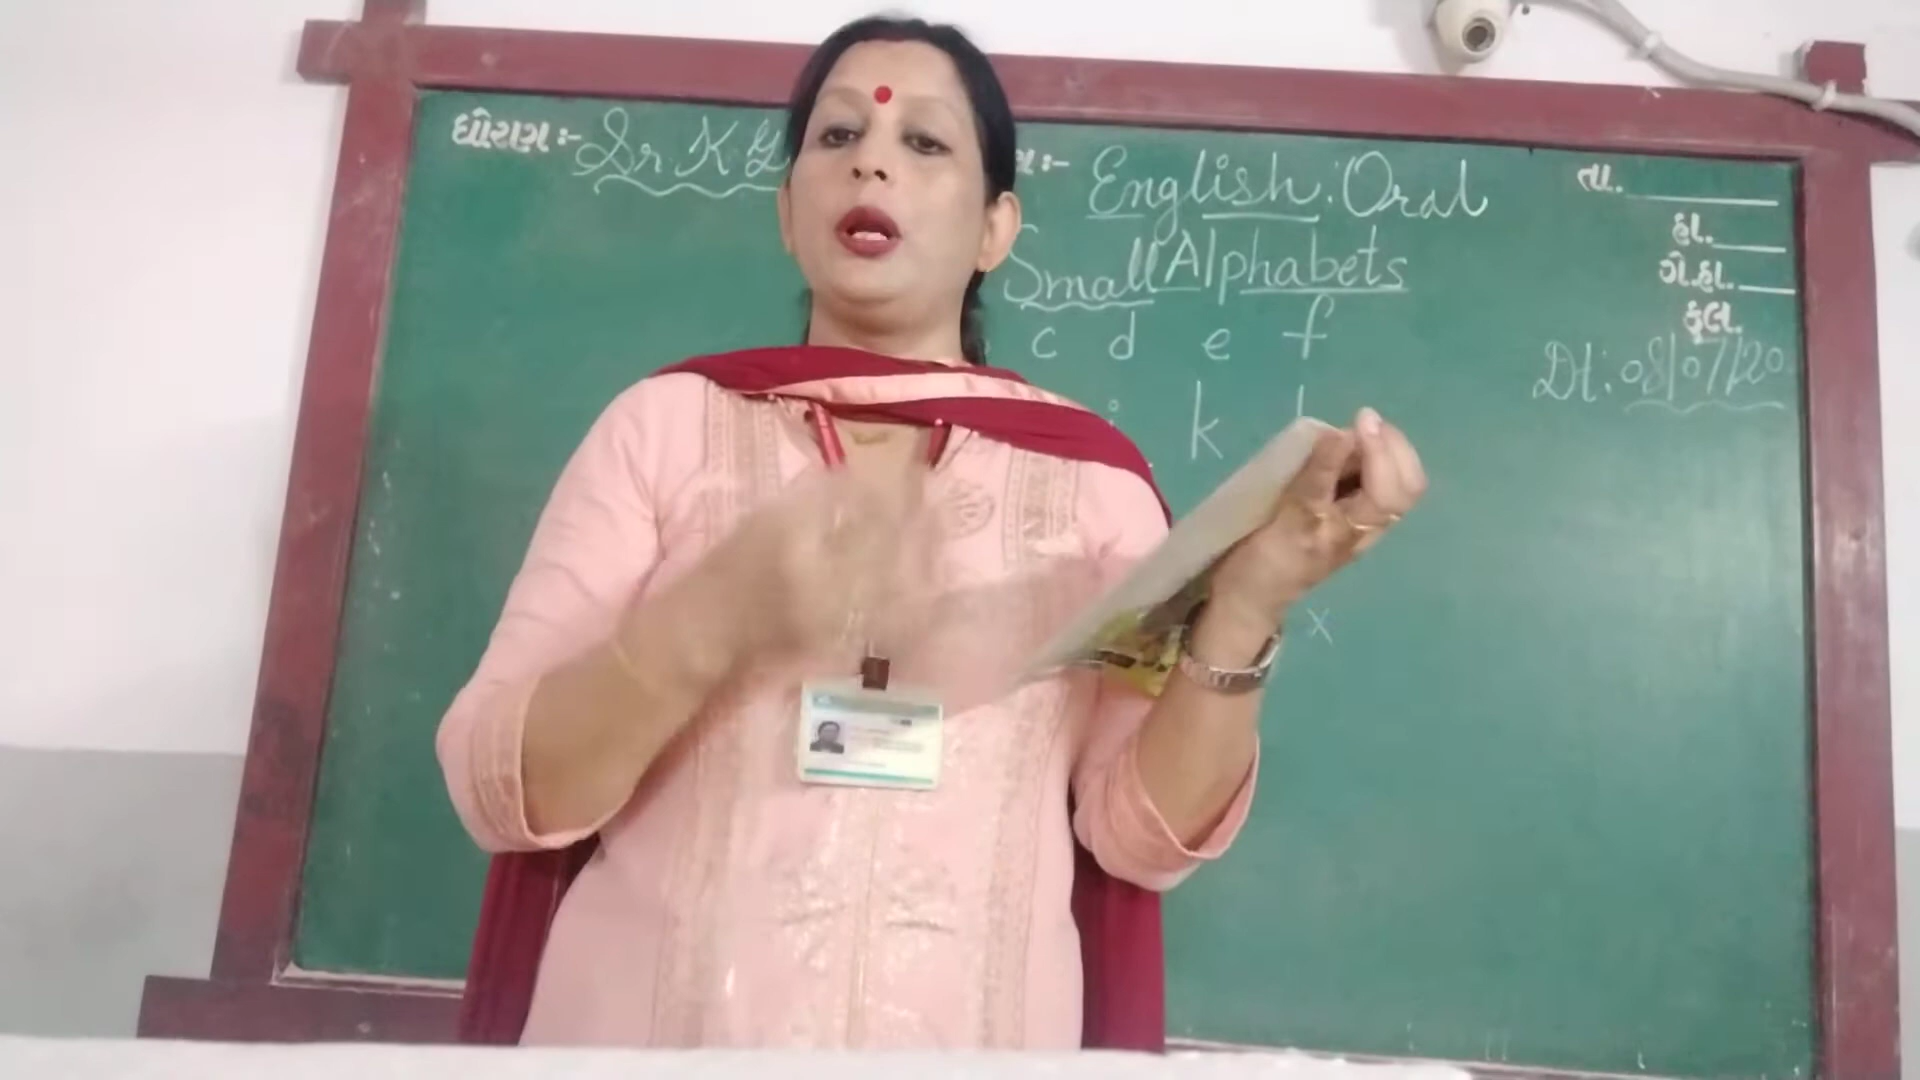 ધોરણ :- Sr. K G
English : Oral
તા.
Small Alphabets
હા.
ગે.હા.
કુલ.
c d e f
Dt: 08/07/20
k
x